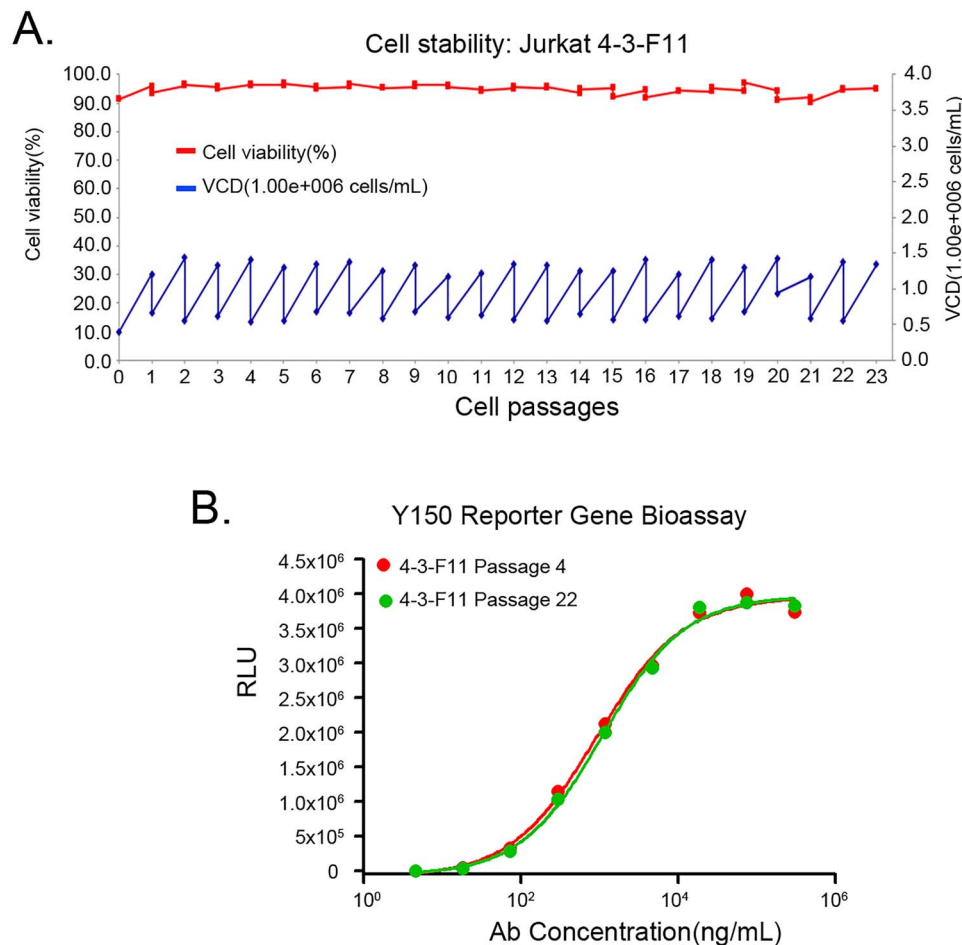 A.
Cell stability: Jurkat 4-3-F11
100.0
90.0
80.0
70.0
60.0
50.0
40.0
30.0
20.0
10.0
0.0
Cell viability(%)
Cell viability(%)
VCD(1.00e+006 cells/mL)
4.0
3.5
3.0
2.5
2.0
1.5
1.0
0.5
0.0
VCD(1.00e+006 cells/mL)
0 1 2 3 4 5 6 7 8 9 10 11 12 13 14 15 16 17 18 19 20 21 22 23
Cell passages
B.
Y150 Reporter Gene Bioassay
4-3-F11 Passage 4
4-3-F11 Passage 22
4.5x10⁶
4.0x10⁶
3.5x10⁶
3.0x10⁶
2.5x10⁶
2.0x10⁶
1.5x10⁶
1.0x10⁶
5x10⁵
0
RLU
10⁰ 10² 10⁴ 10⁶
Ab Concentration(ng/mL)